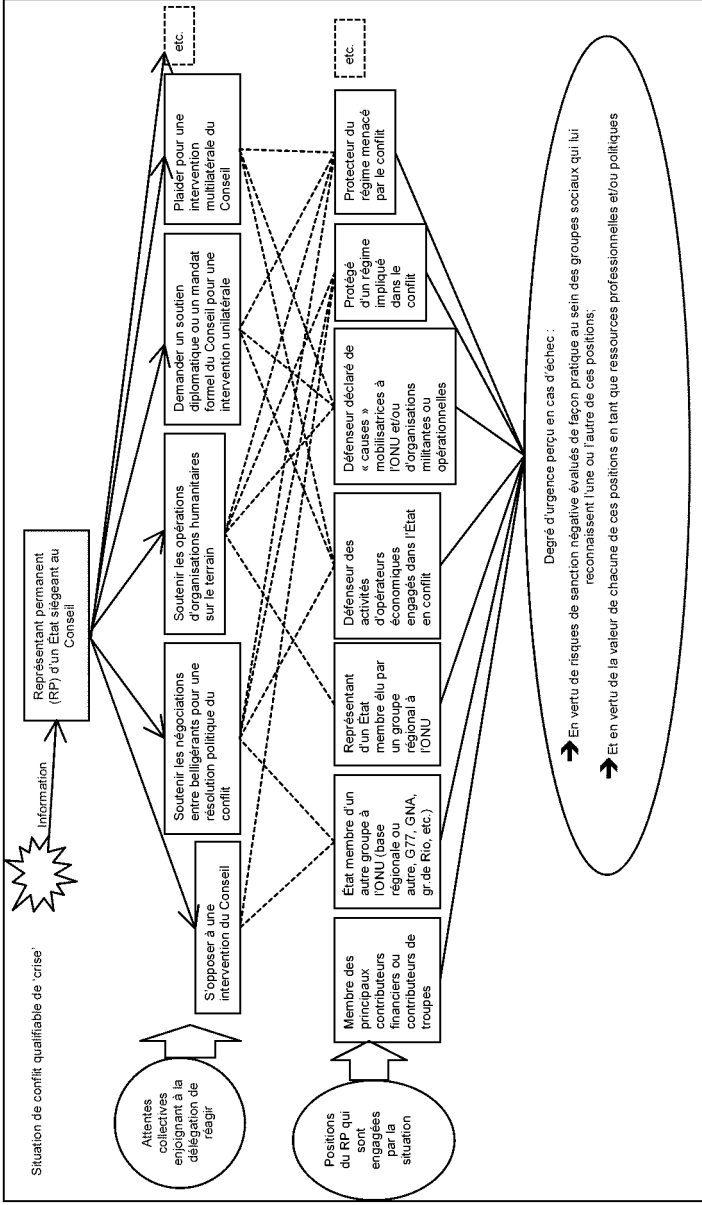 Situation de conflit qualifiable de 'crise'
Information
Représentant permanent
(RP) d'un État siégeant au
Conseil
Attentes
collectives
enjoignant à la
délégation de
réagir
S'opposer à une
intervention du Conseil
Soutenir les négociations
entre belligérants pour une
résolution politique du
conflit
Soutenir les opérations
d'organisations humanitaires
sur le terrain
Demander un soutien
diplomatique ou un mandat
formel du Conseil pour une
intervention unilatérale
Plaider pour une
intervention
multilatérale du
Conseil
etc.
Positions
du RP qui
sont
engagées
par la
situation
Membre des
principaux
contributeurs
financiers ou
contributeurs de
troupes
État membre d'un
autre groupe à
l'ONU (base
régionale ou
autre, G77, GNA,
gr.de Rio, etc.)
Représentant
d'un État
membre élu par
un groupe
régional à
l'ONU
Défenseur des
activités
d'opérateurs
économiques
engagés dans l'État
en conflit
Défenseur déclaré de
« causes »
mobilisatrices à
l'ONU et/ou
d'organisations
militantes ou
opérationnelles
Protégé
d'un régime
impliqué
dans le
conflit
Protecteur du
régime menacé
par le conflit
etc.
Degré d'urgence perçu en cas d'échec :
➔ En vertu de risques de sanction négative évalués de façon pratique au sein des groupes sociaux qui lui
reconnaissent l'une ou l'autre de ces positions;
➔ Et en vertu de la valeur de chacune de ces positions en tant que ressources professionnelles et/ou politiques